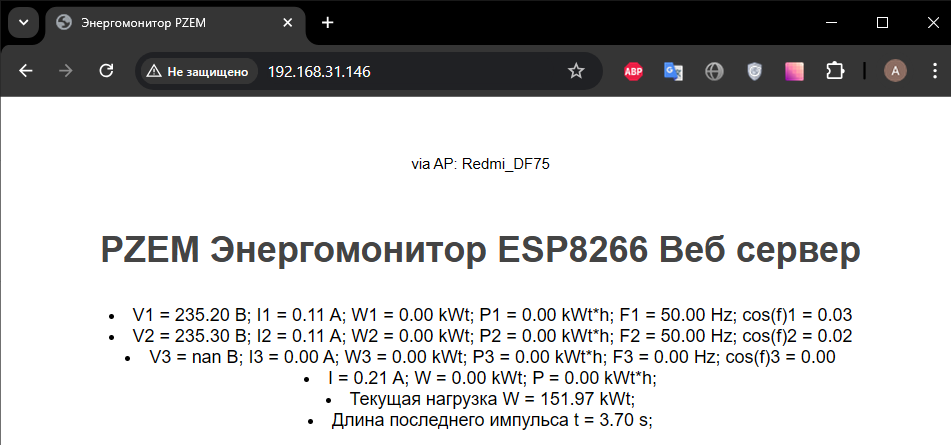 Энергомонитор PZEM
Не защищено 192.168.31.146
ABP
G
A
via AP: Redmi_DF75
PZEM Энергомонитор ESP8266 Веб сервер
• V1 = 235.20 В; I1 = 0.11 A; W1 = 0.00 kWt; P1 = 0.00 kWt*h; F1 = 50.00 Hz; cos(f)1 = 0.03
• V2 = 235.30 В; I2 = 0.11 A; W2 = 0.00 kWt; P2 = 0.00 kWt*h; F2 = 50.00 Hz; cos(f)2 = 0.02
• V3 = nan В; I3 = 0.00 A; W3 = 0.00 kWt; P3 = 0.00 kWt*h; F3 = 0.00 Hz; cos(f)3 = 0.00
• I = 0.21 A; W = 0.00 kWt; P = 0.00 kWt*h;
• Текущая нагрузка W = 151.97 kWt;
• Длина последнего импульса t = 3.70 s;